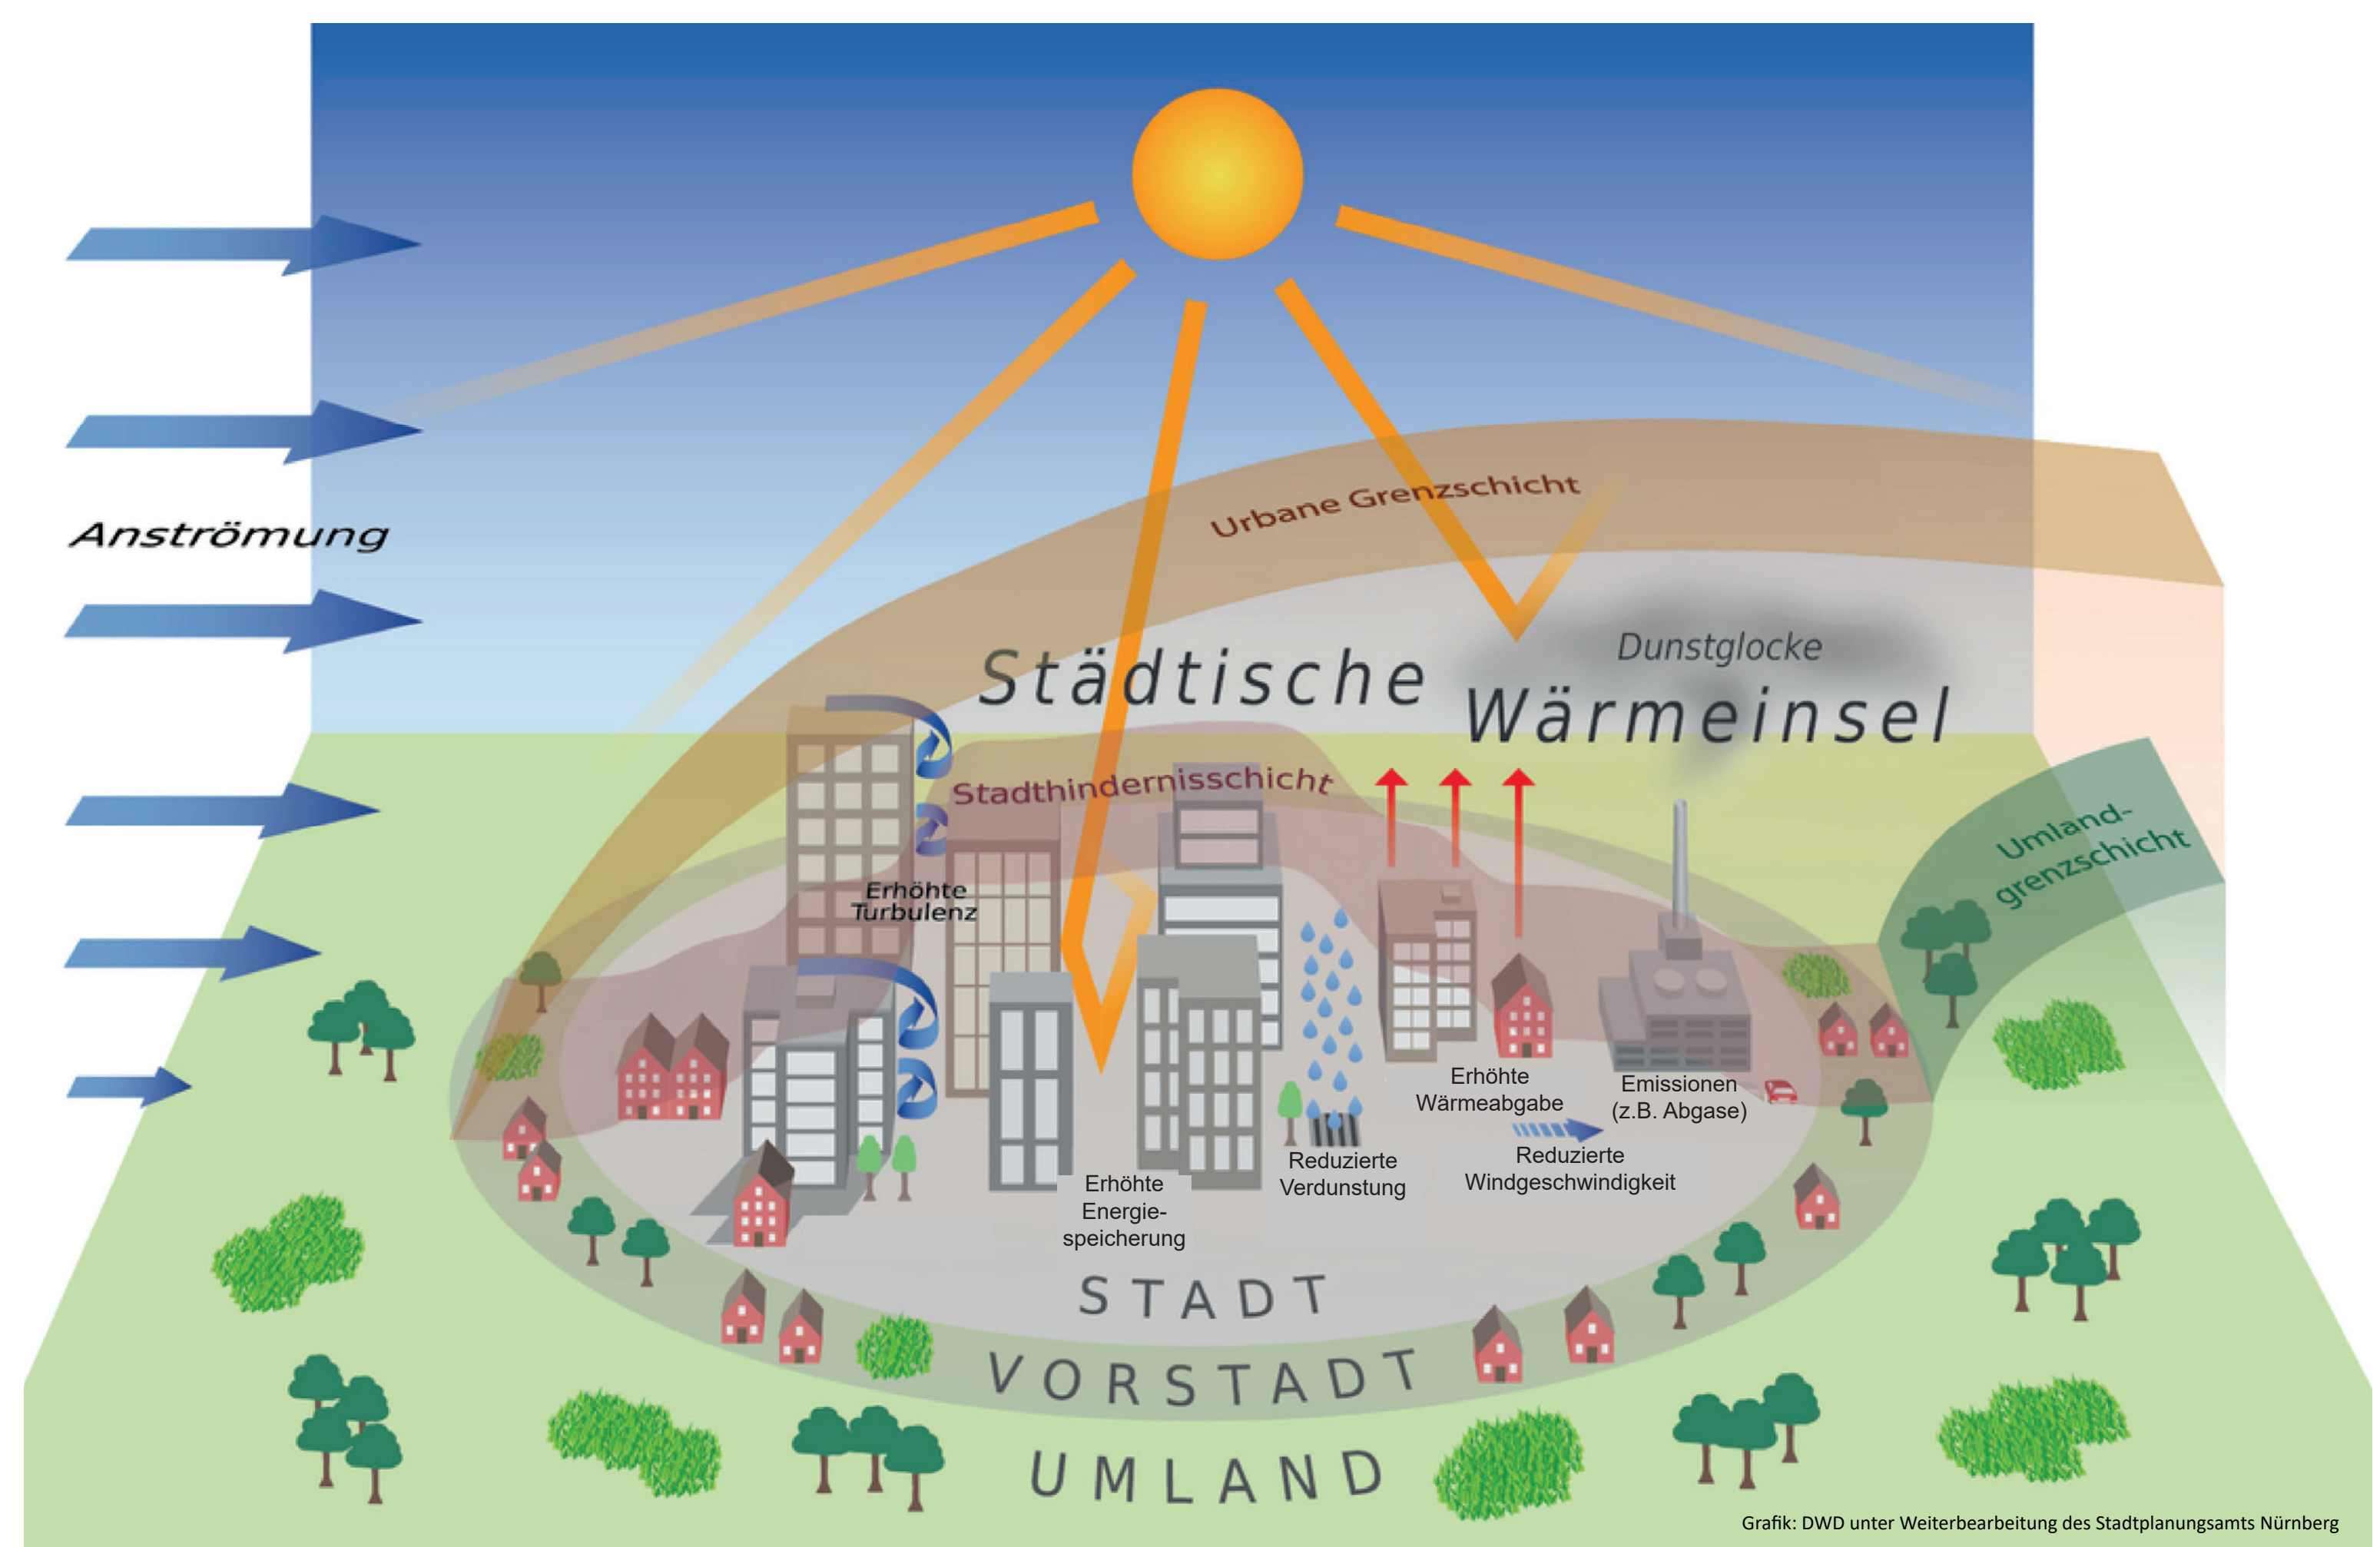 Anströmung
Urbane Grenzschicht
Städtische
Dunstglocke
Wärmeinsel
Stadthindernisschicht
Umland-
grenzschicht
Erhöhte
Turbulenz
Erhöhte
Wärmeabgabe
Emissionen
(z.B. Abgase)
Reduzierte
Windgeschwindigkeit
Reduzierte
Verdunstung
Erhöhte
Energie-
speicherung
STADT
VORSTADT
UMLAND
Grafik: DWD unter Weiterbearbeitung des Stadtplanungsamts Nürnberg